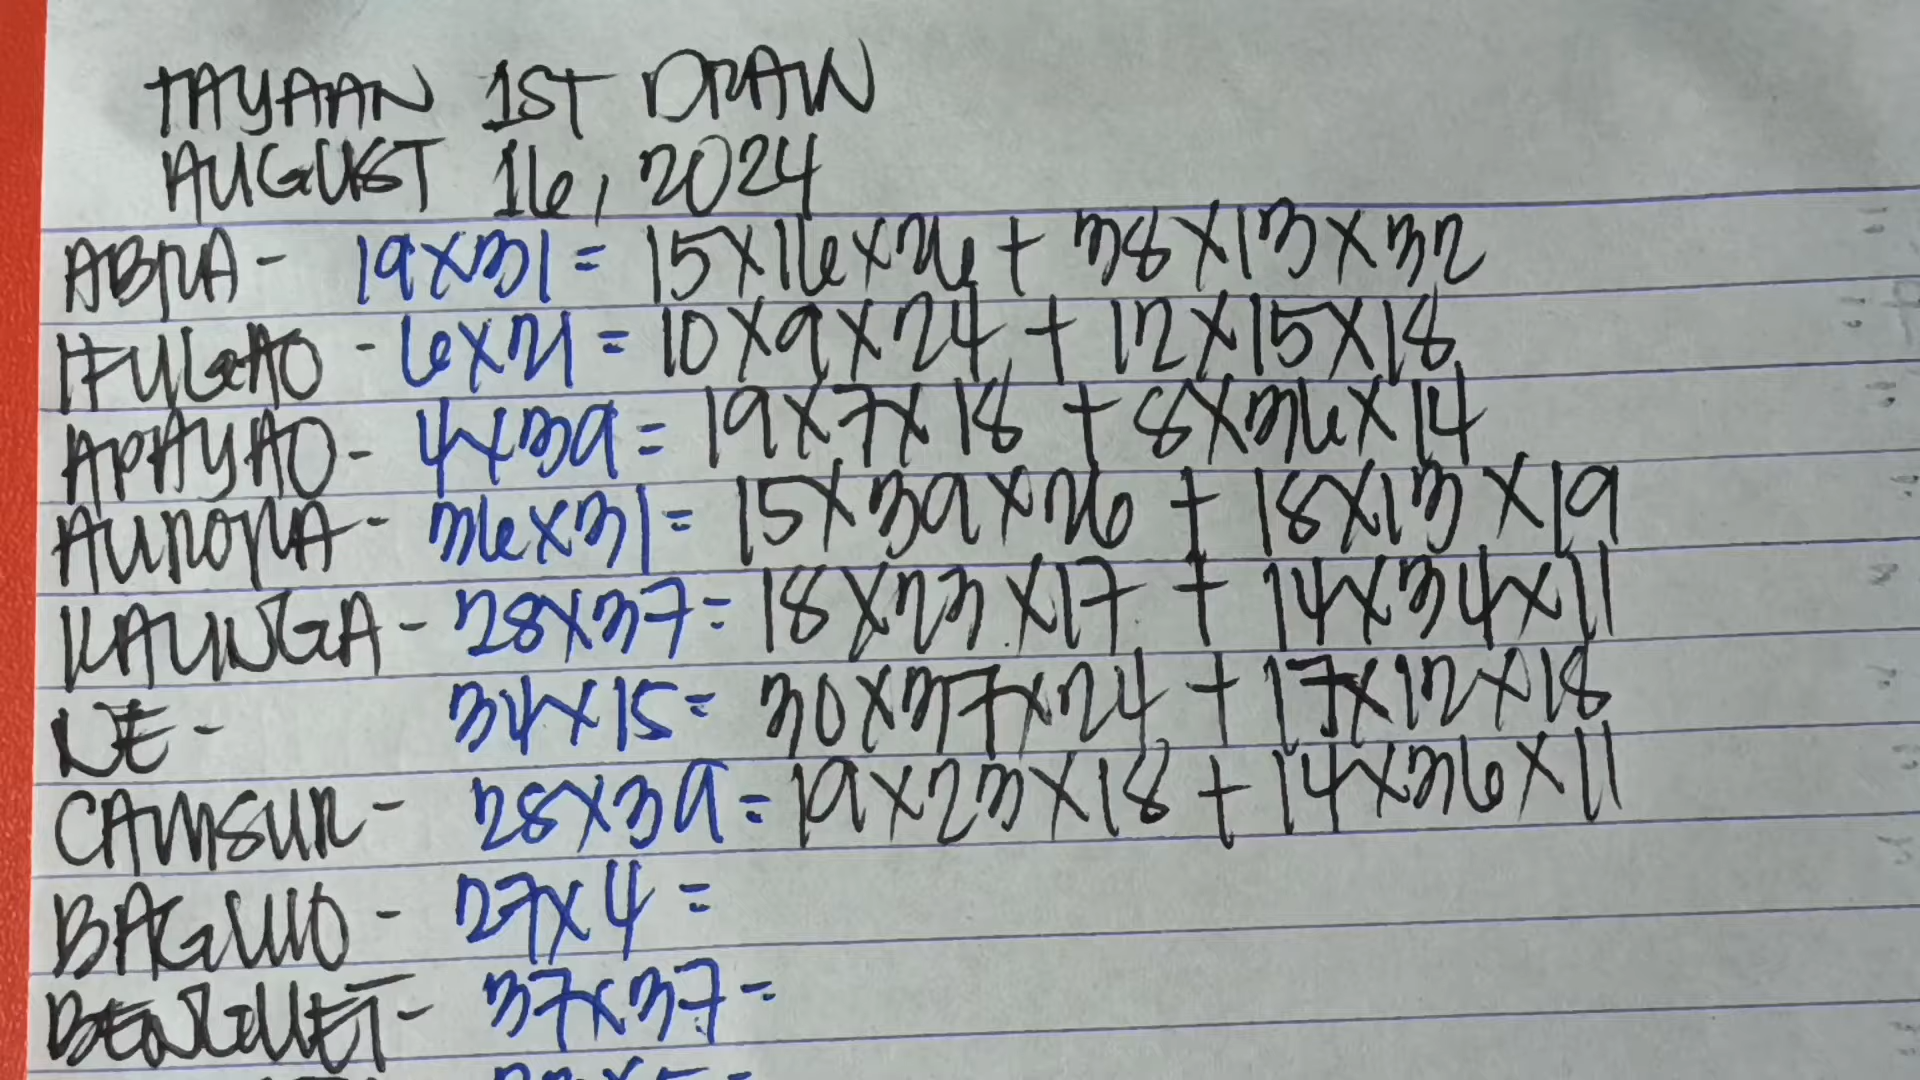 TAYAAN 1ST DRAW
AUGUST 16, 2024
ABRA - 19X31 = 15X16X26 + 38X13X32
IFUGAO - 6X21 = 10X9X24 + 12X15X18
APAYAO - 4X39 = 19X7X18 + 8X36X14
AURORA - 36X31 = 15X39X26 + 18X13X19
KALINGA - 28X37 = 18X23X17 + 14X34X11
NE - 34X15 = 30X37X24 + 17X12X18
CAMSUR - 28X39 = 19X23X18 + 14X36X11
BAGUIO - 27X4 =
BENGUET - 37X37 =